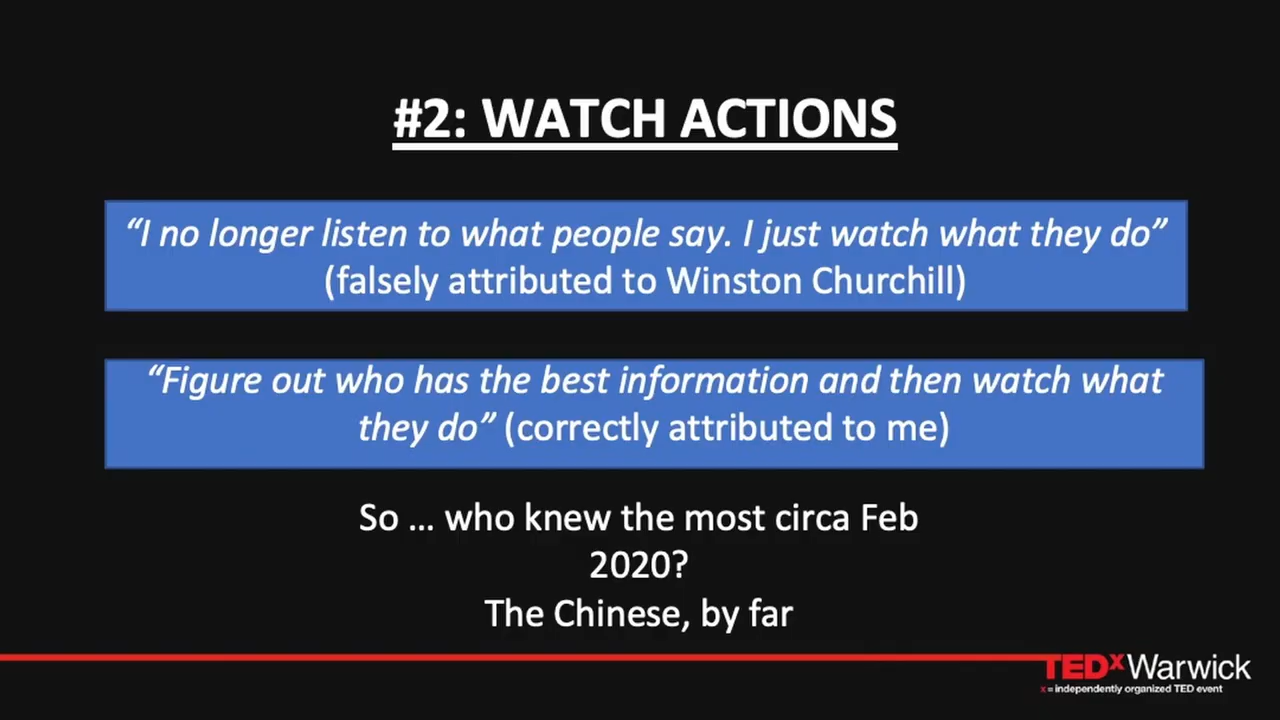 #2: WATCH ACTIONS
“I no longer listen to what people say. I just watch what they do”
(falsely attributed to Winston Churchill)
“Figure out who has the best information and then watch what
they do” (correctly attributed to me)
So … who knew the most circa Feb
2020?
The Chinese, by far
TEDxWarwick
x = independently organized TED event